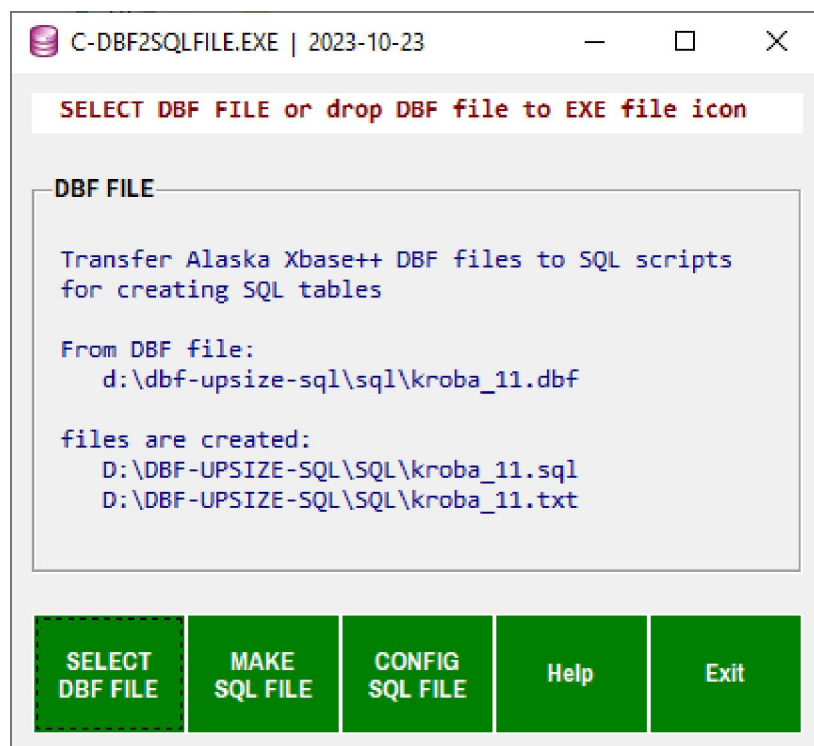 C-DBF2SQLFILE.EXE | 2023-10-23
SELECT DBF FILE or drop DBF file to EXE file icon
DBF FILE
Transfer Alaska Xbase++ DBF files to SQL scripts
for creating SQL tables
From DBF file:
d:\dbf-upsize-sql\sql\kroba_11.dbf
files are created:
D:\DBF-UPSIZE-SQL\SQL\kroba_11.sql
D:\DBF-UPSIZE-SQL\SQL\kroba_11.txt
SELECT
DBF FILE
MAKE
SQL FILE
CONFIG
SQL FILE
Help
Exit